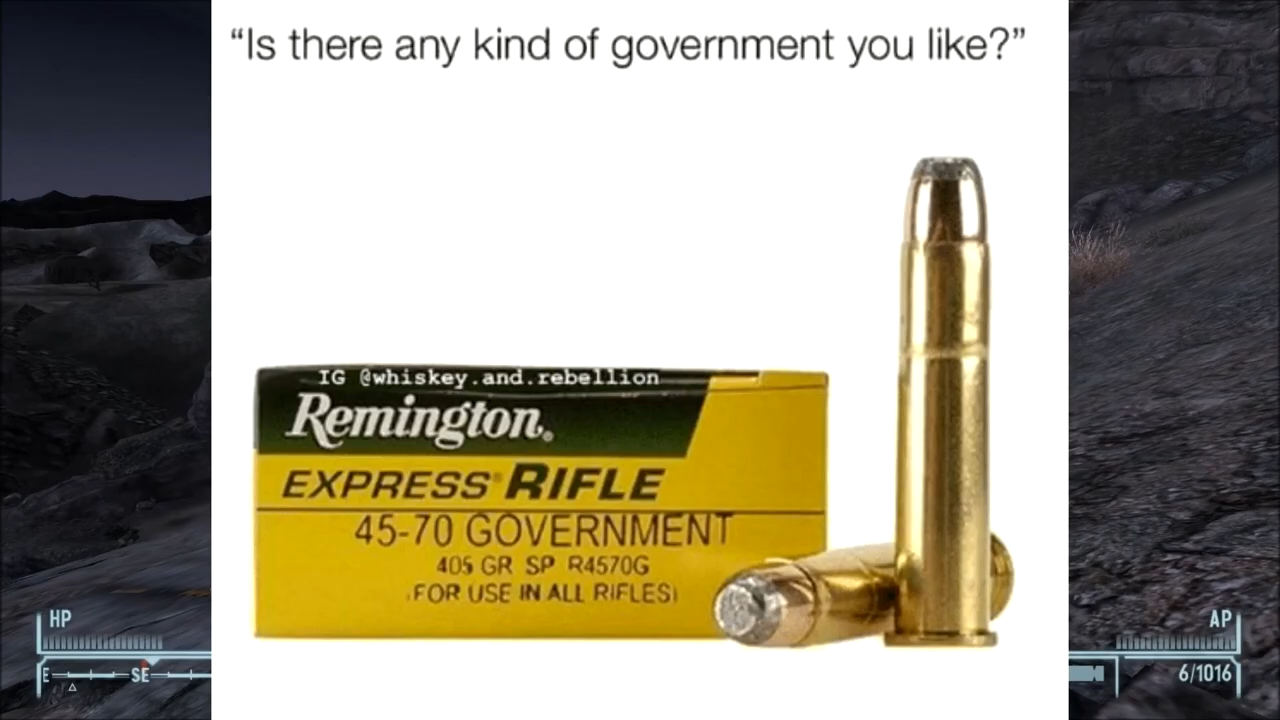 “Is there any kind of government you like?”
IG @whiskey.and.rebellion
Remington®
EXPRESS® RIFLE
45-70 GOVERNMENT
405 GR SP R4570G
(FOR USE IN ALL RIFLES)
HP
AP
E
SE
6/1016